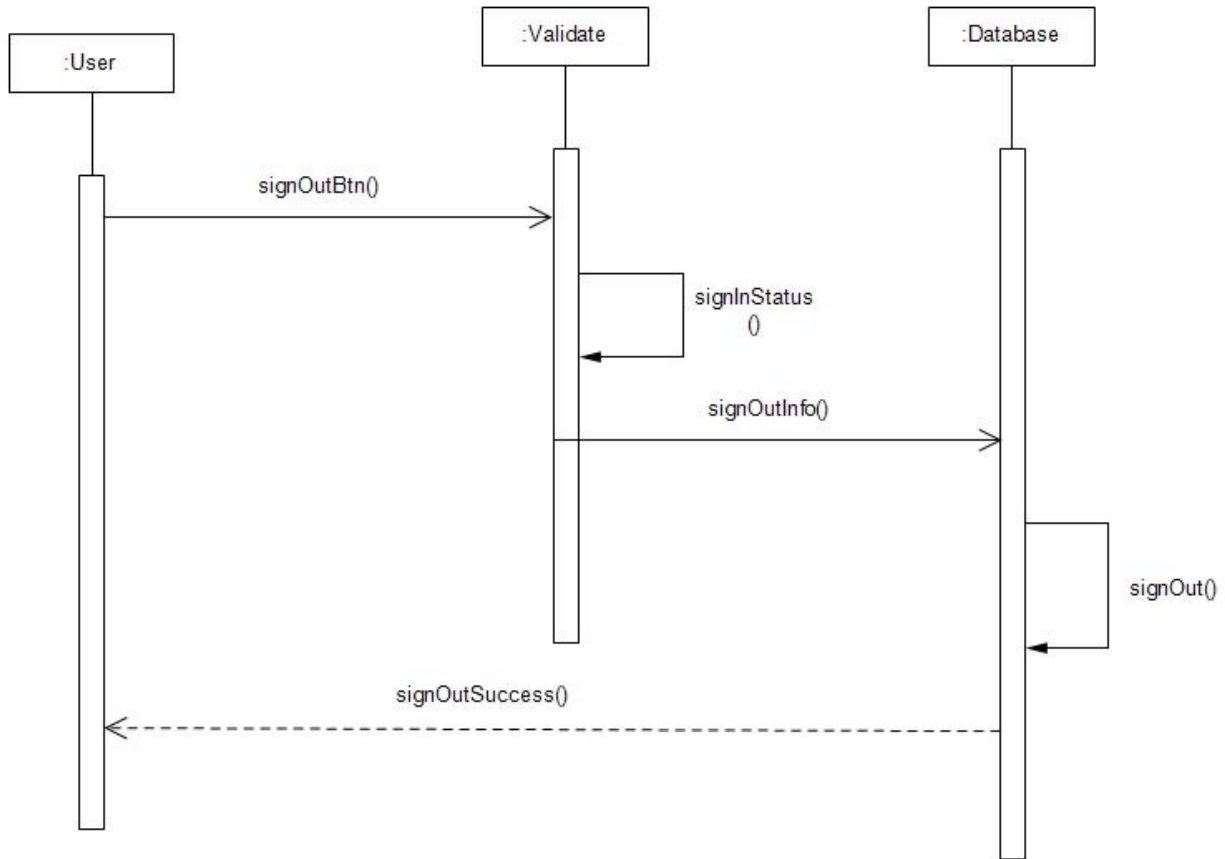 :User
:Validate
:Database
signOutBtn()
signInStatus
()
signOutInfo()
signOut()
signOutSuccess()